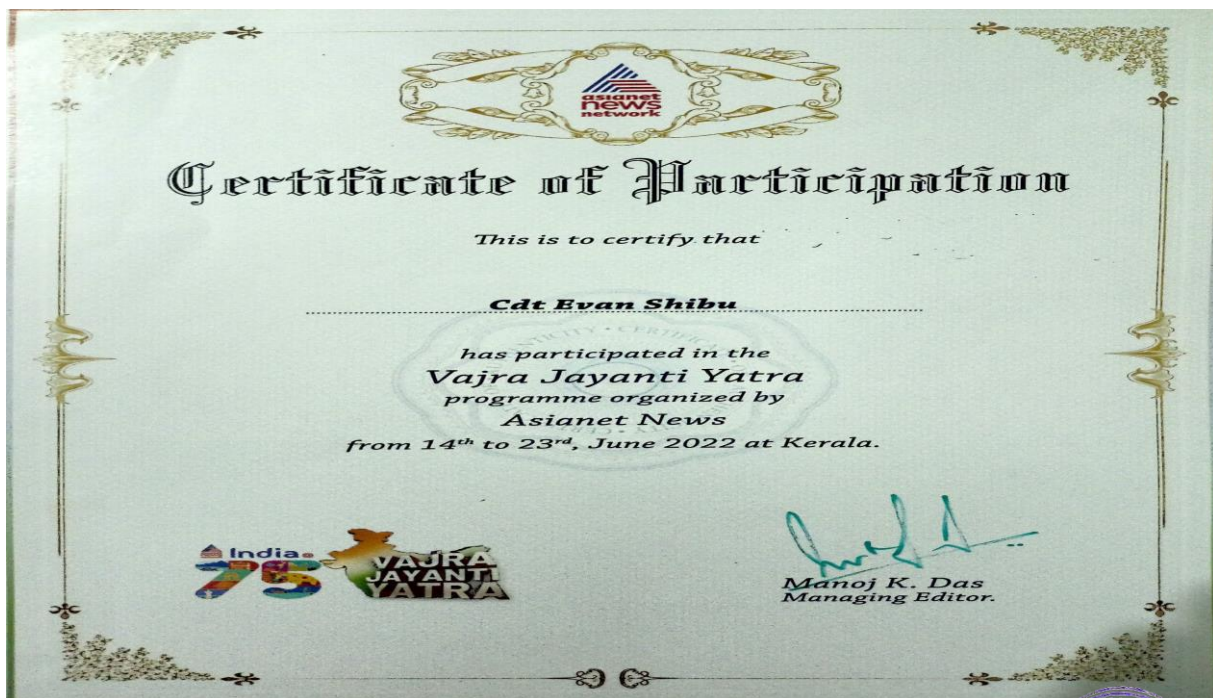 asianet
news
network
Certificate of Participation
This is to certify that
Cdt Evan Shibu
has participated in the
Vajra Jayanti Yatra
programme organized by
Asianet News
from 14th to 23rd, June 2022 at Kerala.
India
75
VAJRA
JAYANTI
YATRA
Manoj K. Das
Managing Editor.